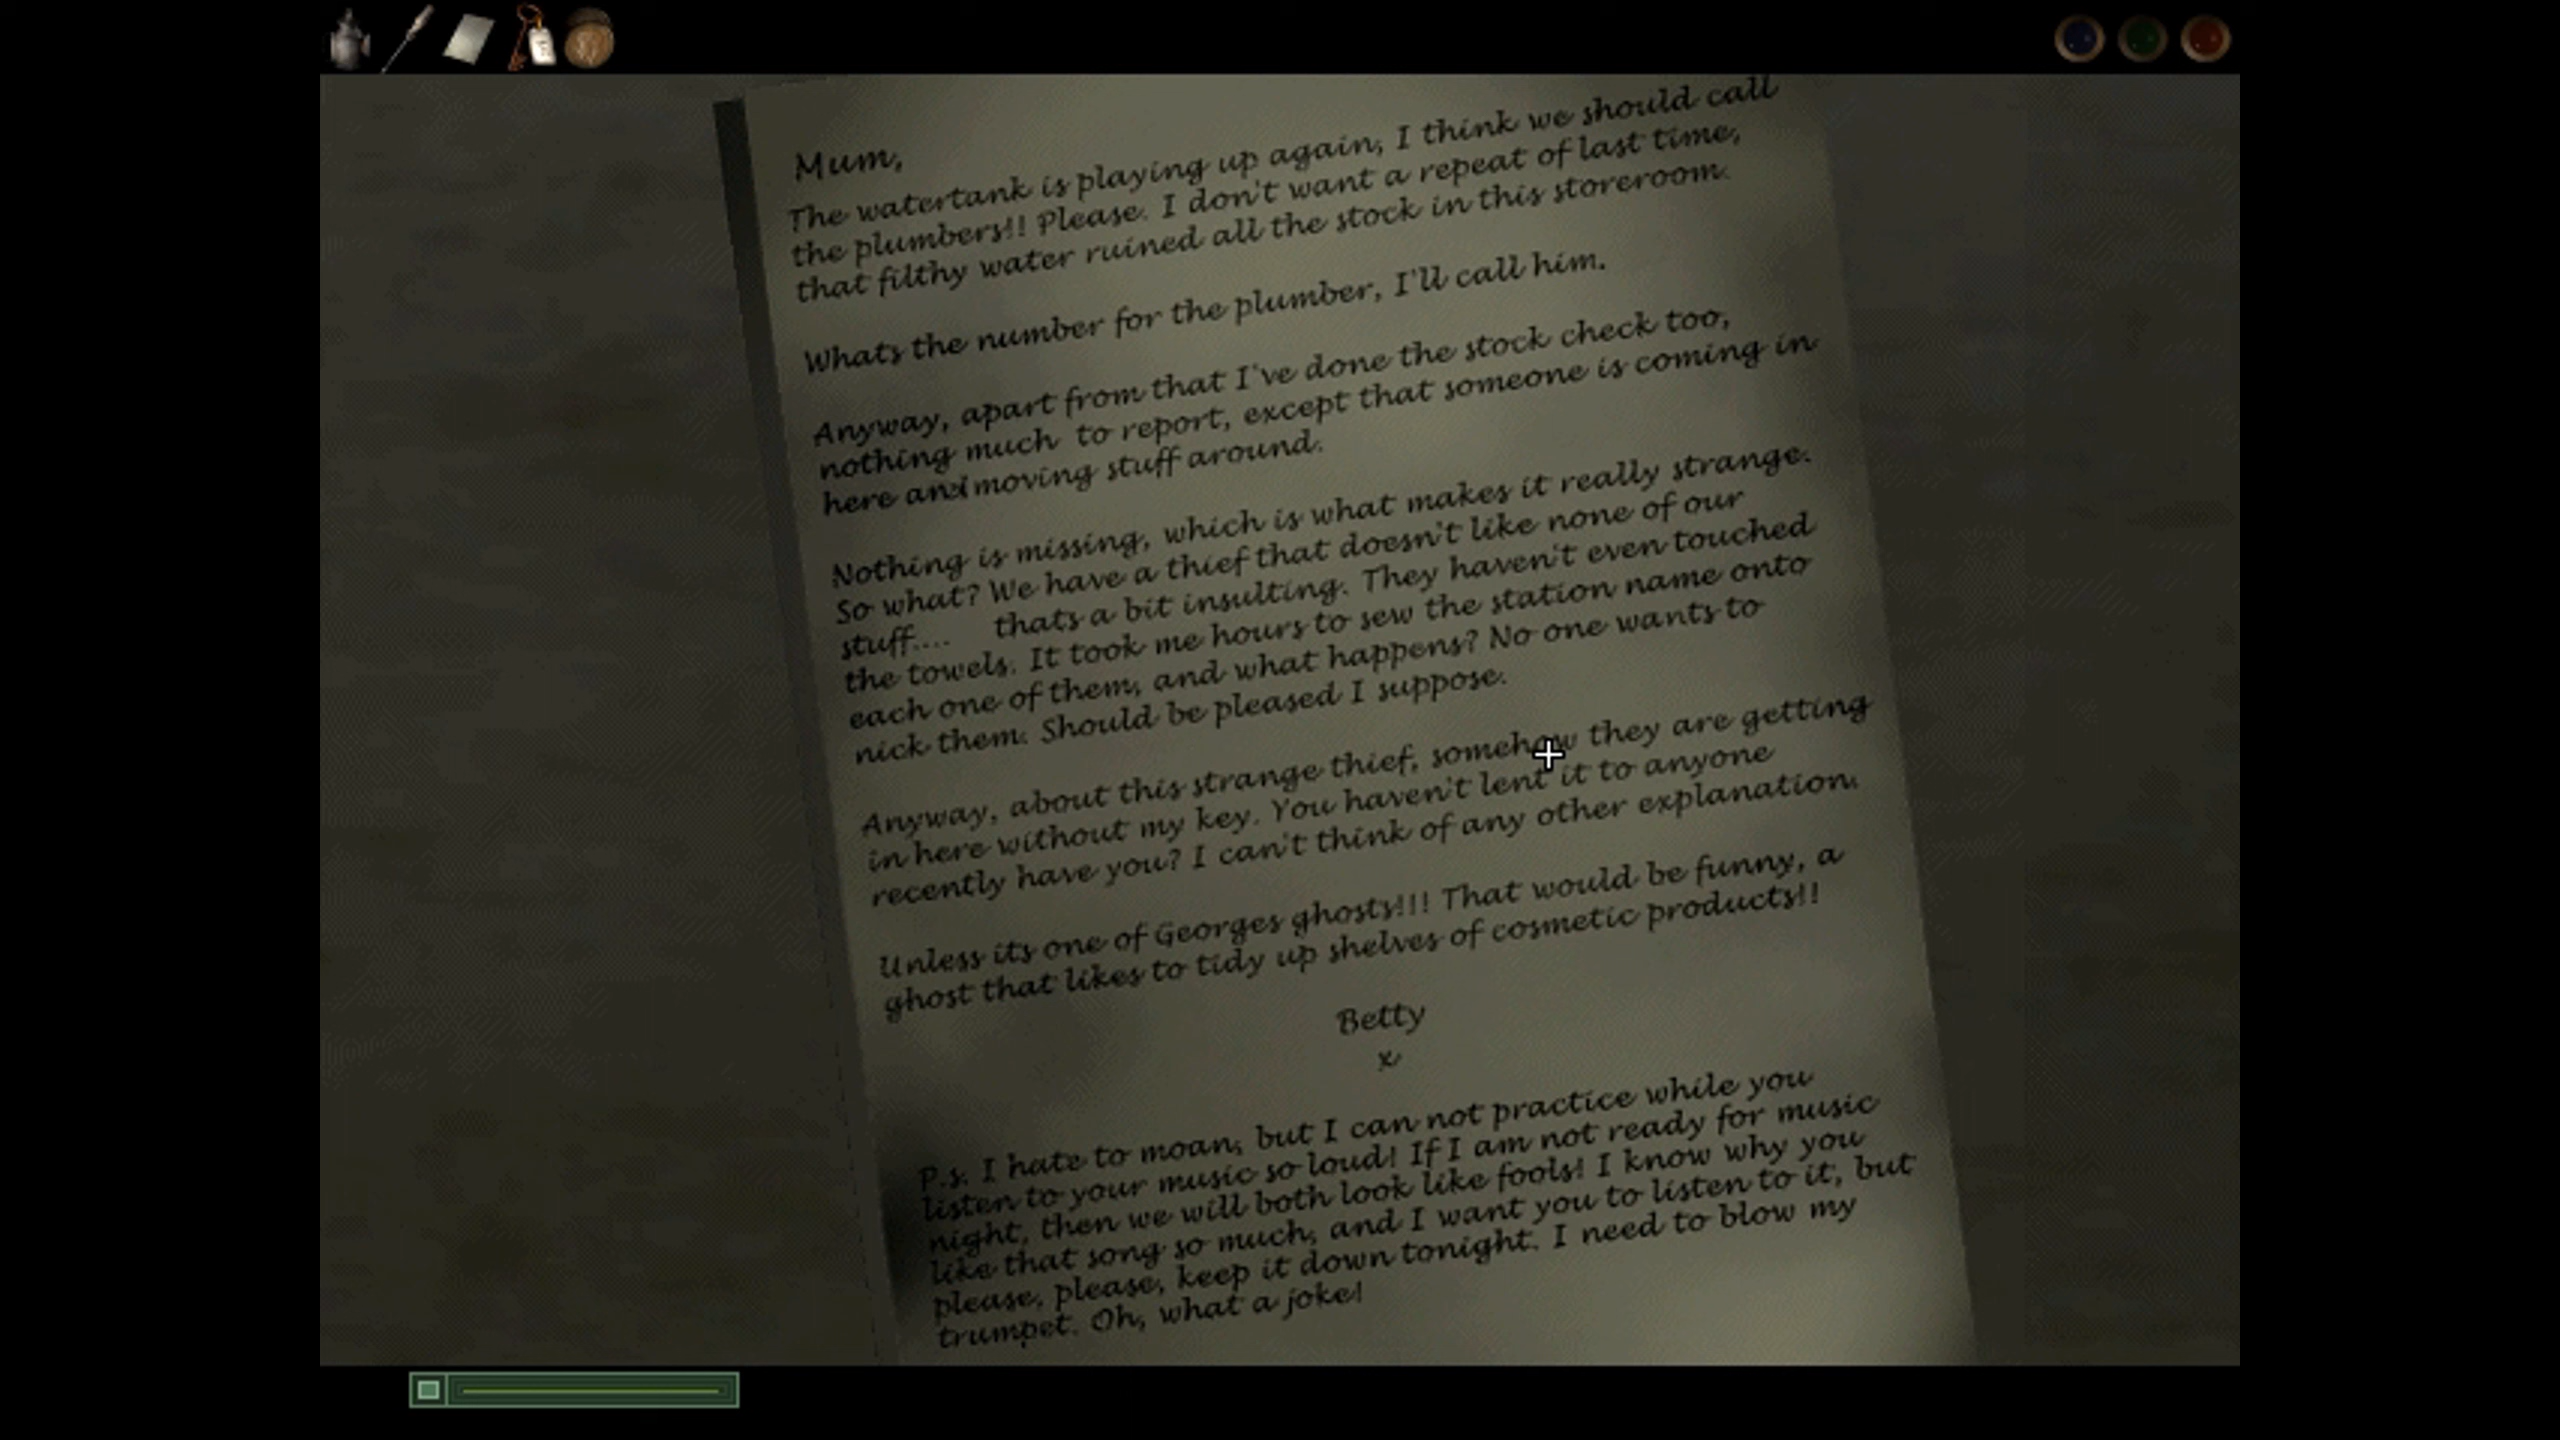 Mum,
The watertank is playing up again, I think we should call
the plumbers!! Please. I don't want a repeat of last time,
that filthy water ruined all the stock in this storeroom.
Whats the number for the plumber, I'll call him.
Anyway, apart from that I've done the stock check too,
nothing much to report, except that someone is coming in
here and moving stuff around.
Nothing is missing, which is what makes it really strange.
So what? We have a thief that doesn't like none of our
stuff.... thats a bit insulting. They haven't even touched
the towels. It took me hours to sew the station name onto
each one of them, and what happens? No one wants to
nick them. Should be pleased I suppose.
Anyway, about this strange thief, somehow they are getting
in here without my key. You haven't lent it to anyone
recently have you? I can't think of any other explanation.
Unless its one of Georges ghosts!!! That would be funny, a
ghost that likes to tidy up shelves of cosmetic products!!
Betty
x
P.s. I hate to moan, but I can not practice while you
listen to your music so loud! If I am not ready for music
night, then we will both look like fools! I know why you
like that song so much, and I want you to listen to it, but
please, please, keep it down tonight. I need to blow my
trumpet. Oh, what a joke!